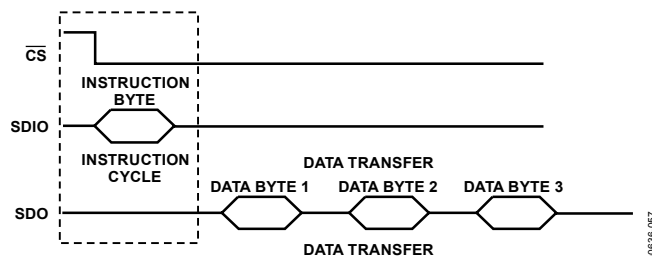 CS
INSTRUCTION
BYTE
SDIO
INSTRUCTION
CYCLE
DATA TRANSFER
DATA BYTE 1 DATA BYTE 2 DATA BYTE 3
SDO
DATA TRANSFER